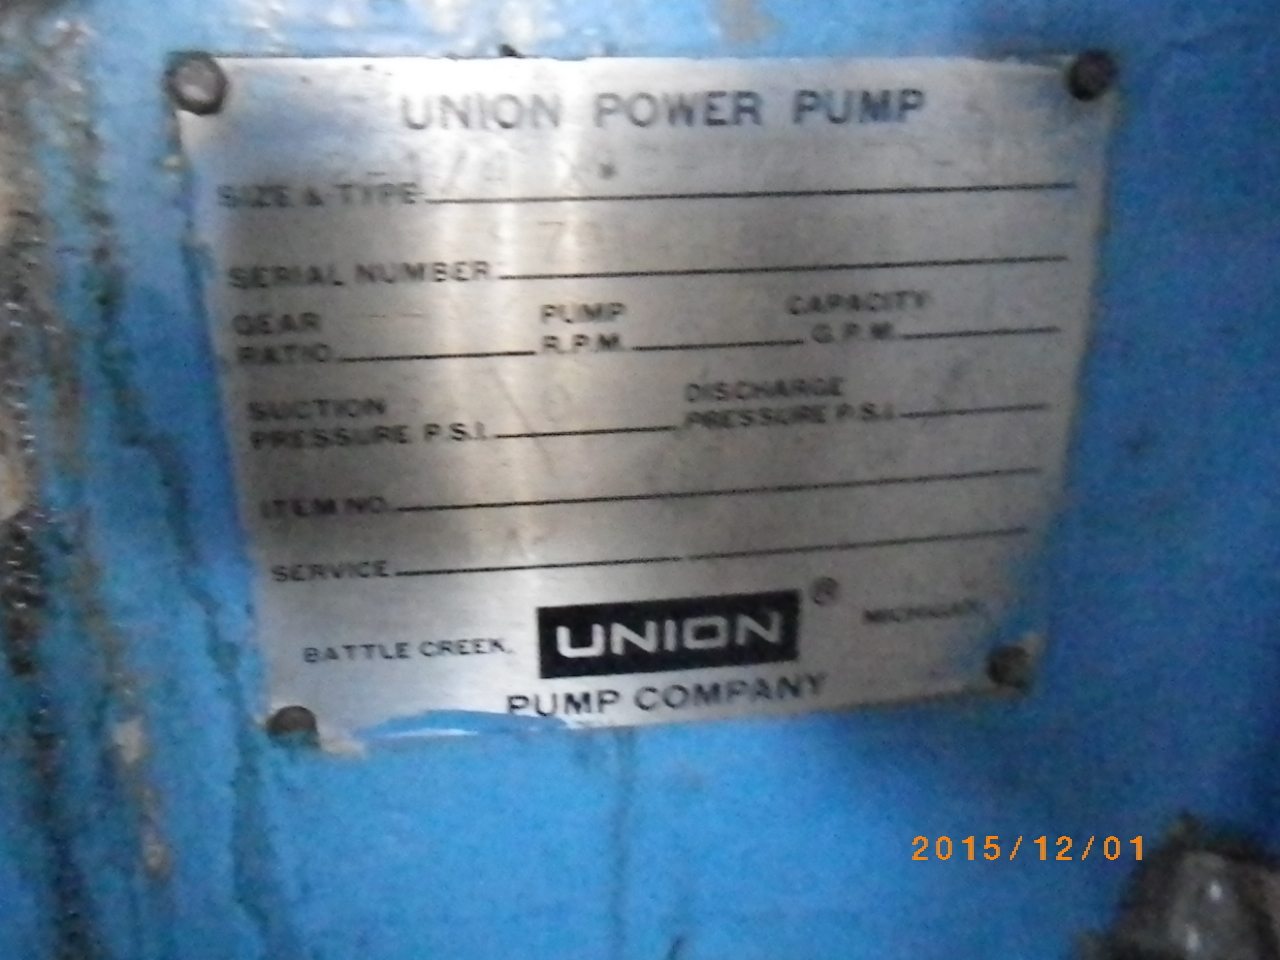 UNION POWER PUMP
SIZE & TYPE
SERIAL NUMBER
GEAR RATIO
PUMP R.P.M.
CAPACITY G.P.M.
SUCTION PRESSURE P.S.I.
DISCHARGE PRESSURE P.S.I.
ITEM NO.
SERVICE
BATTLE CREEK, UNION ® MICHIGAN
PUMP COMPANY
2015/12/01